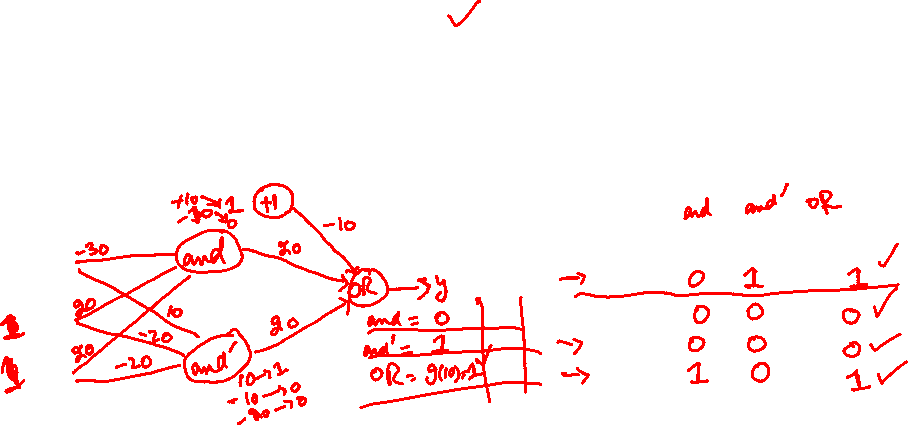 +10 → 1
-10 → 0
+1
-10
and and' OR
-30
and
20
OR → y
→ 0 1 1
10
20
-20
20
and = 0
0 0 0
1
20
-20
and'
and' = 1
→ 0 0 0
10 → 1
OR = g(10) = 1
→ 1 0 1
-10 → 0
-30 → 0